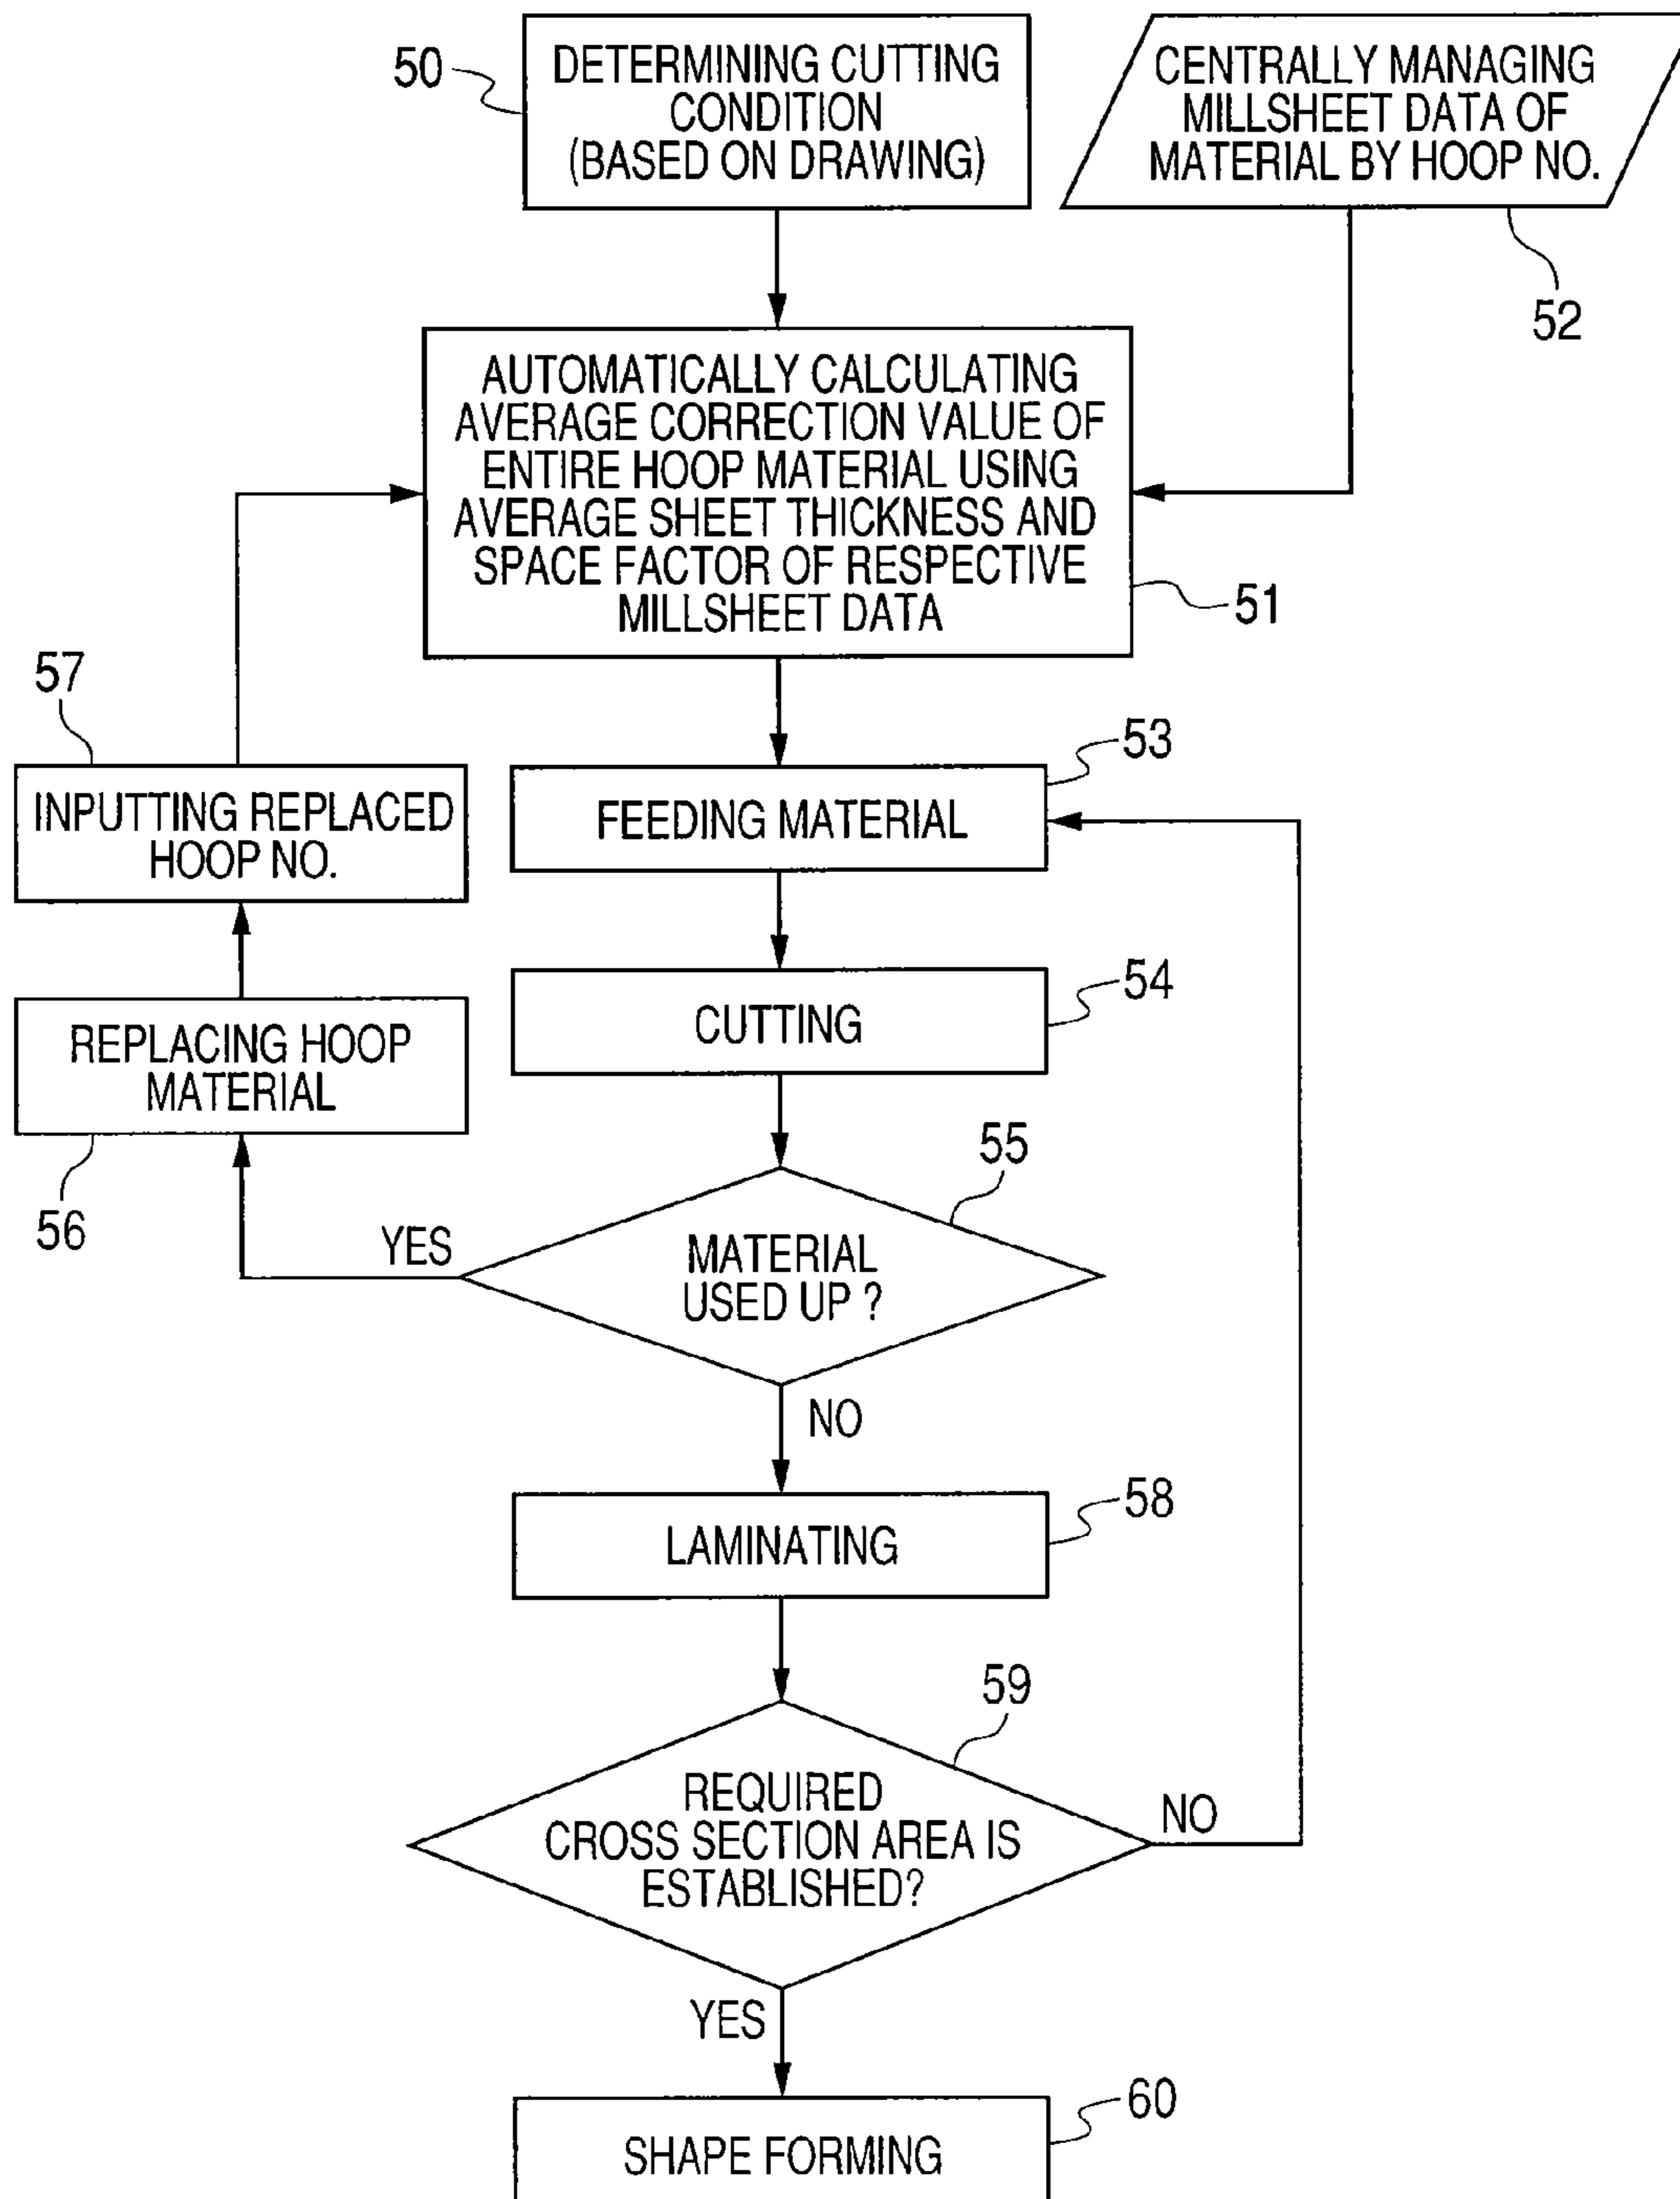 50
DETERMINING CUTTING
CONDITION
(BASED ON DRAWING)
CENTRALLY MANAGING
MILLSHEET DATA OF
MATERIAL BY HOOP NO.
52
AUTOMATICALLY CALCULATING
AVERAGE CORRECTION VALUE OF
ENTIRE HOOP MATERIAL USING
AVERAGE SHEET THICKNESS AND
SPACE FACTOR OF RESPECTIVE
MILLSHEET DATA
51
57
INPUTTING REPLACED
HOOP NO.
53
FEEDING MATERIAL
54
CUTTING
REPLACING HOOP
MATERIAL
56
55
YES
MATERIAL
USED UP ?
NO
58
LAMINATING
59
REQUIRED
CROSS SECTION AREA IS
ESTABLISHED?
NO
YES
60
SHAPE FORMING